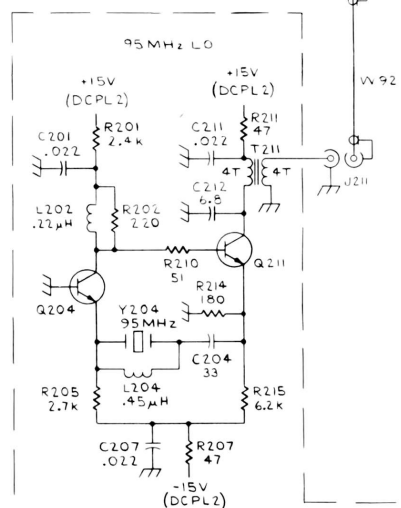 95MHz LO
+15V
(DCPL2)
R201
2.4K
C201
.022
L202
.22µH
R202
220
Q204
+15V
(DCPL2)
R211
47
C211
.022
T211
4T
4T
C212
6.8
J211
W92
R210
51
Q211
R214
180
Y204
95MHz
C204
33
L204
.45µH
R205
2.7K
R215
6.2K
C207
.022
R207
47
-15V
(DCPL2)